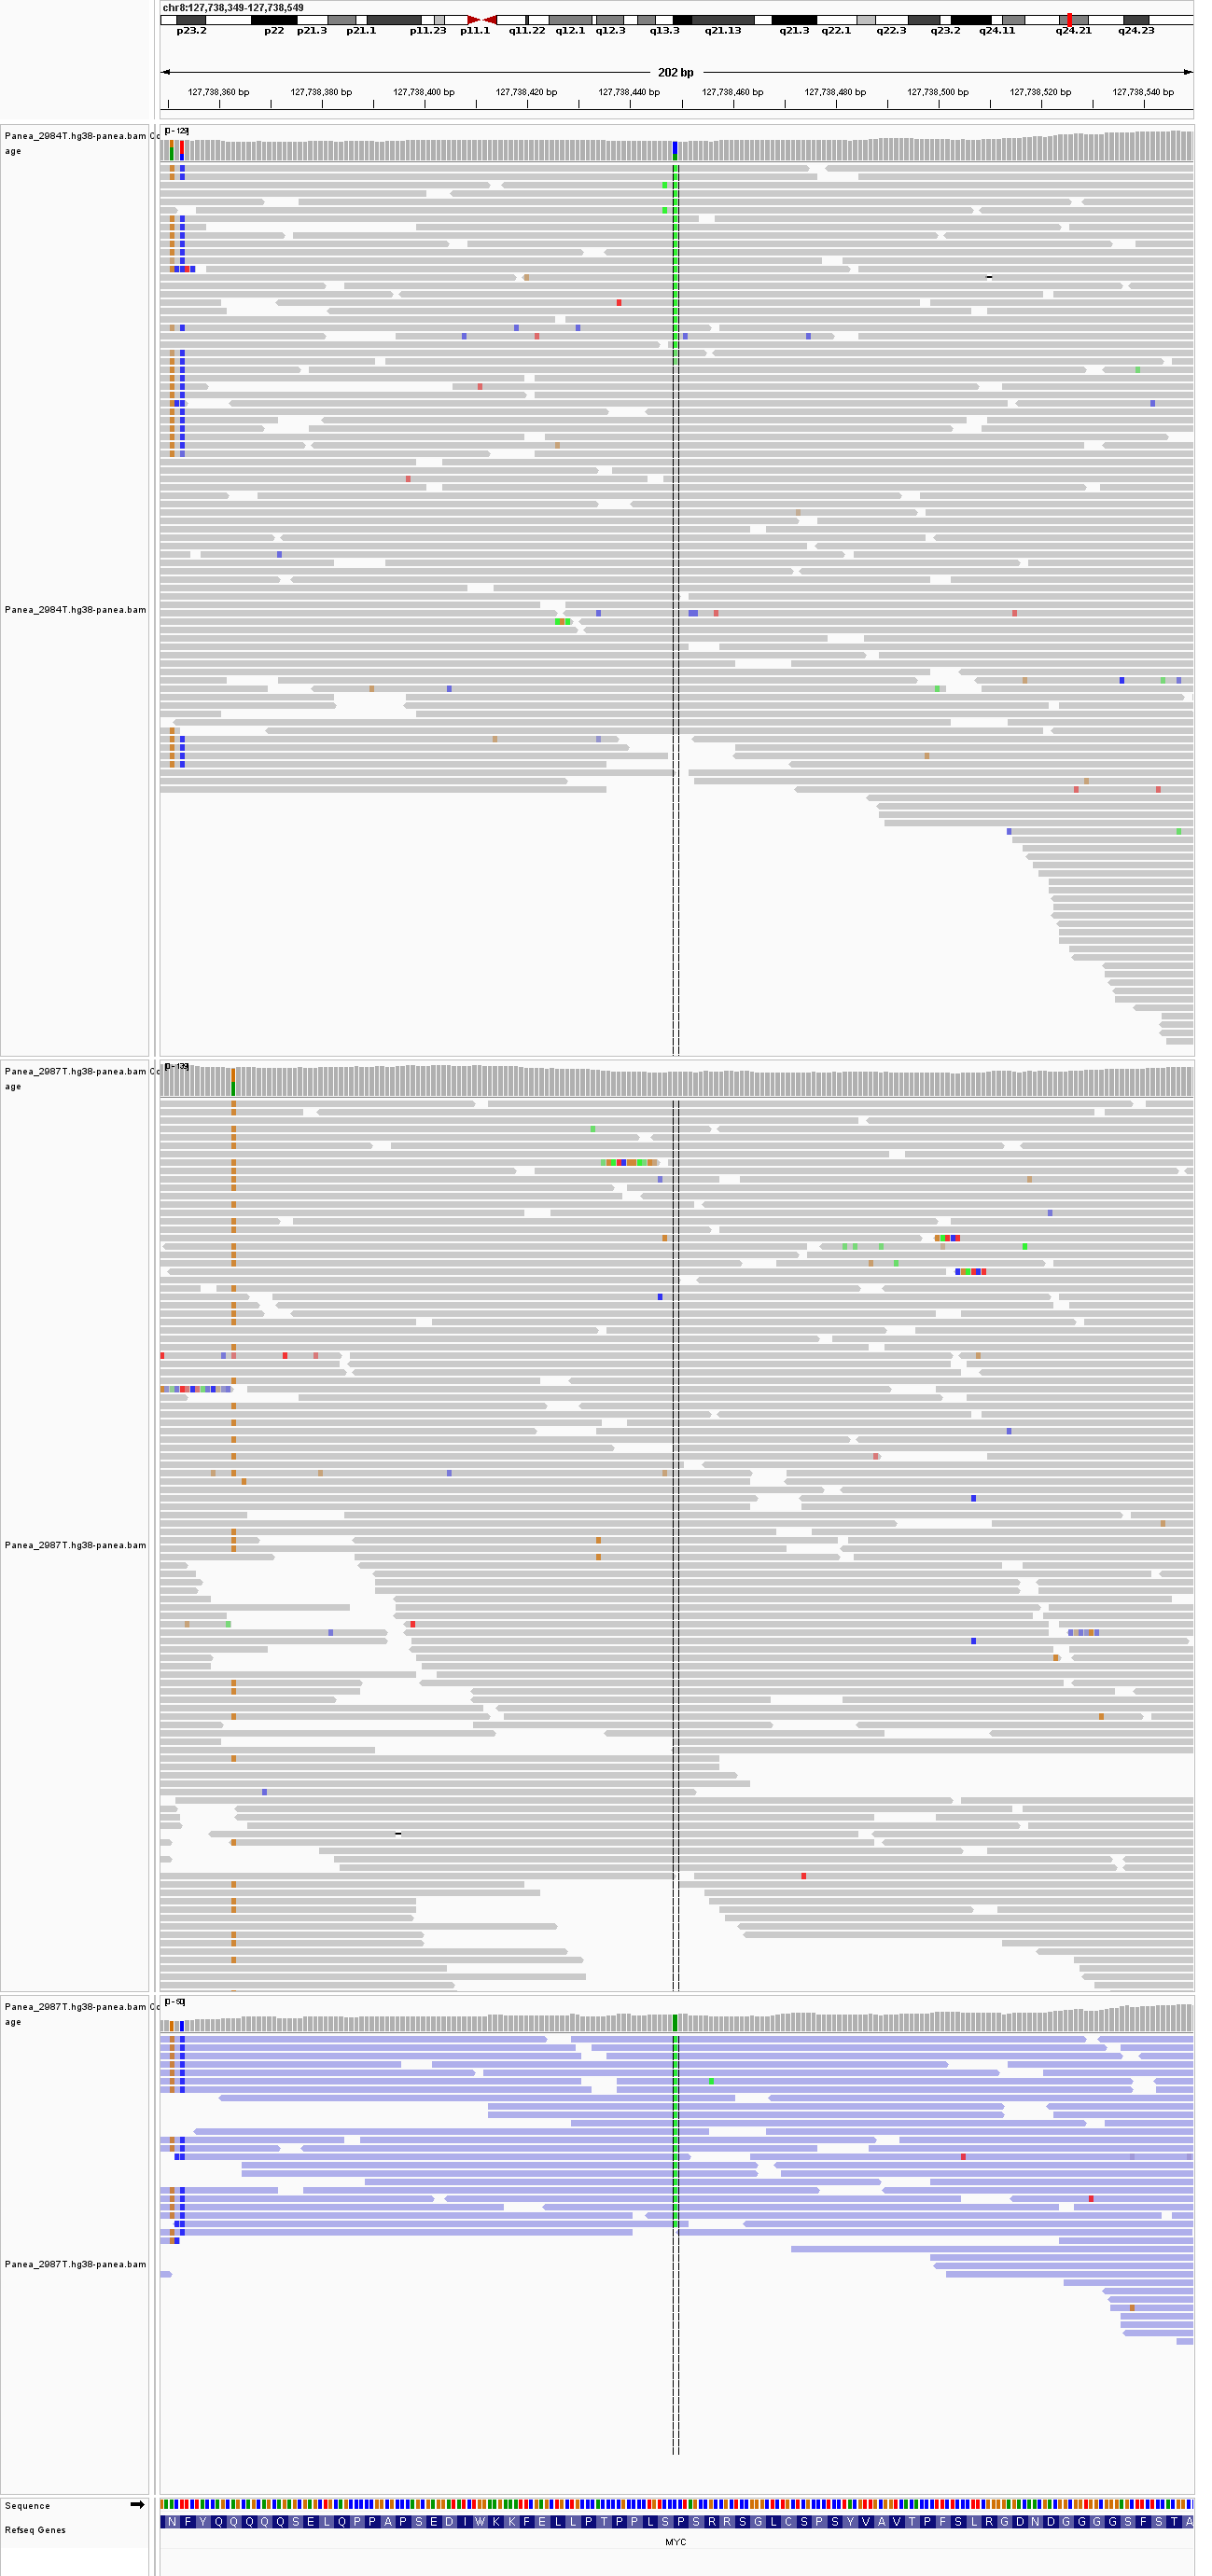 chr8:127,738,349-127,738,549
p23.2 p22 p21.3 p21.1 p11.23 p11.1 q11.22 q12.1 q12.3 q13.3 q21.13 q21.3 q22.1 q22.3 q23.2 q24.11 q24.21 q24.23
202 bp
127,738,360 bp 127,738,380 bp 127,738,400 bp 127,738,420 bp 127,738,440 bp 127,738,460 bp 127,738,480 bp 127,738,500 bp 127,738,520 bp 127,738,540 bp
Panea_2984T.hg38-panea.bam Co
age
[0 - 129]
Panea_2984T.hg38-panea.bam
Panea_2987T.hg38-panea.bam Co
age
[0 - 139]
Panea_2987T.hg38-panea.bam
Panea_2987T.hg38-panea.bam Co
age
[0 - 60]
Panea_2987T.hg38-panea.bam
Sequence
Refseq Genes
N F Y Q Q Q Q Q S E L Q P P A P S E D I W K K F E L L P T P P L S P S R R S G L C S P S Y V A V T P F S L R G D N D G G G G S F S T A
MYC